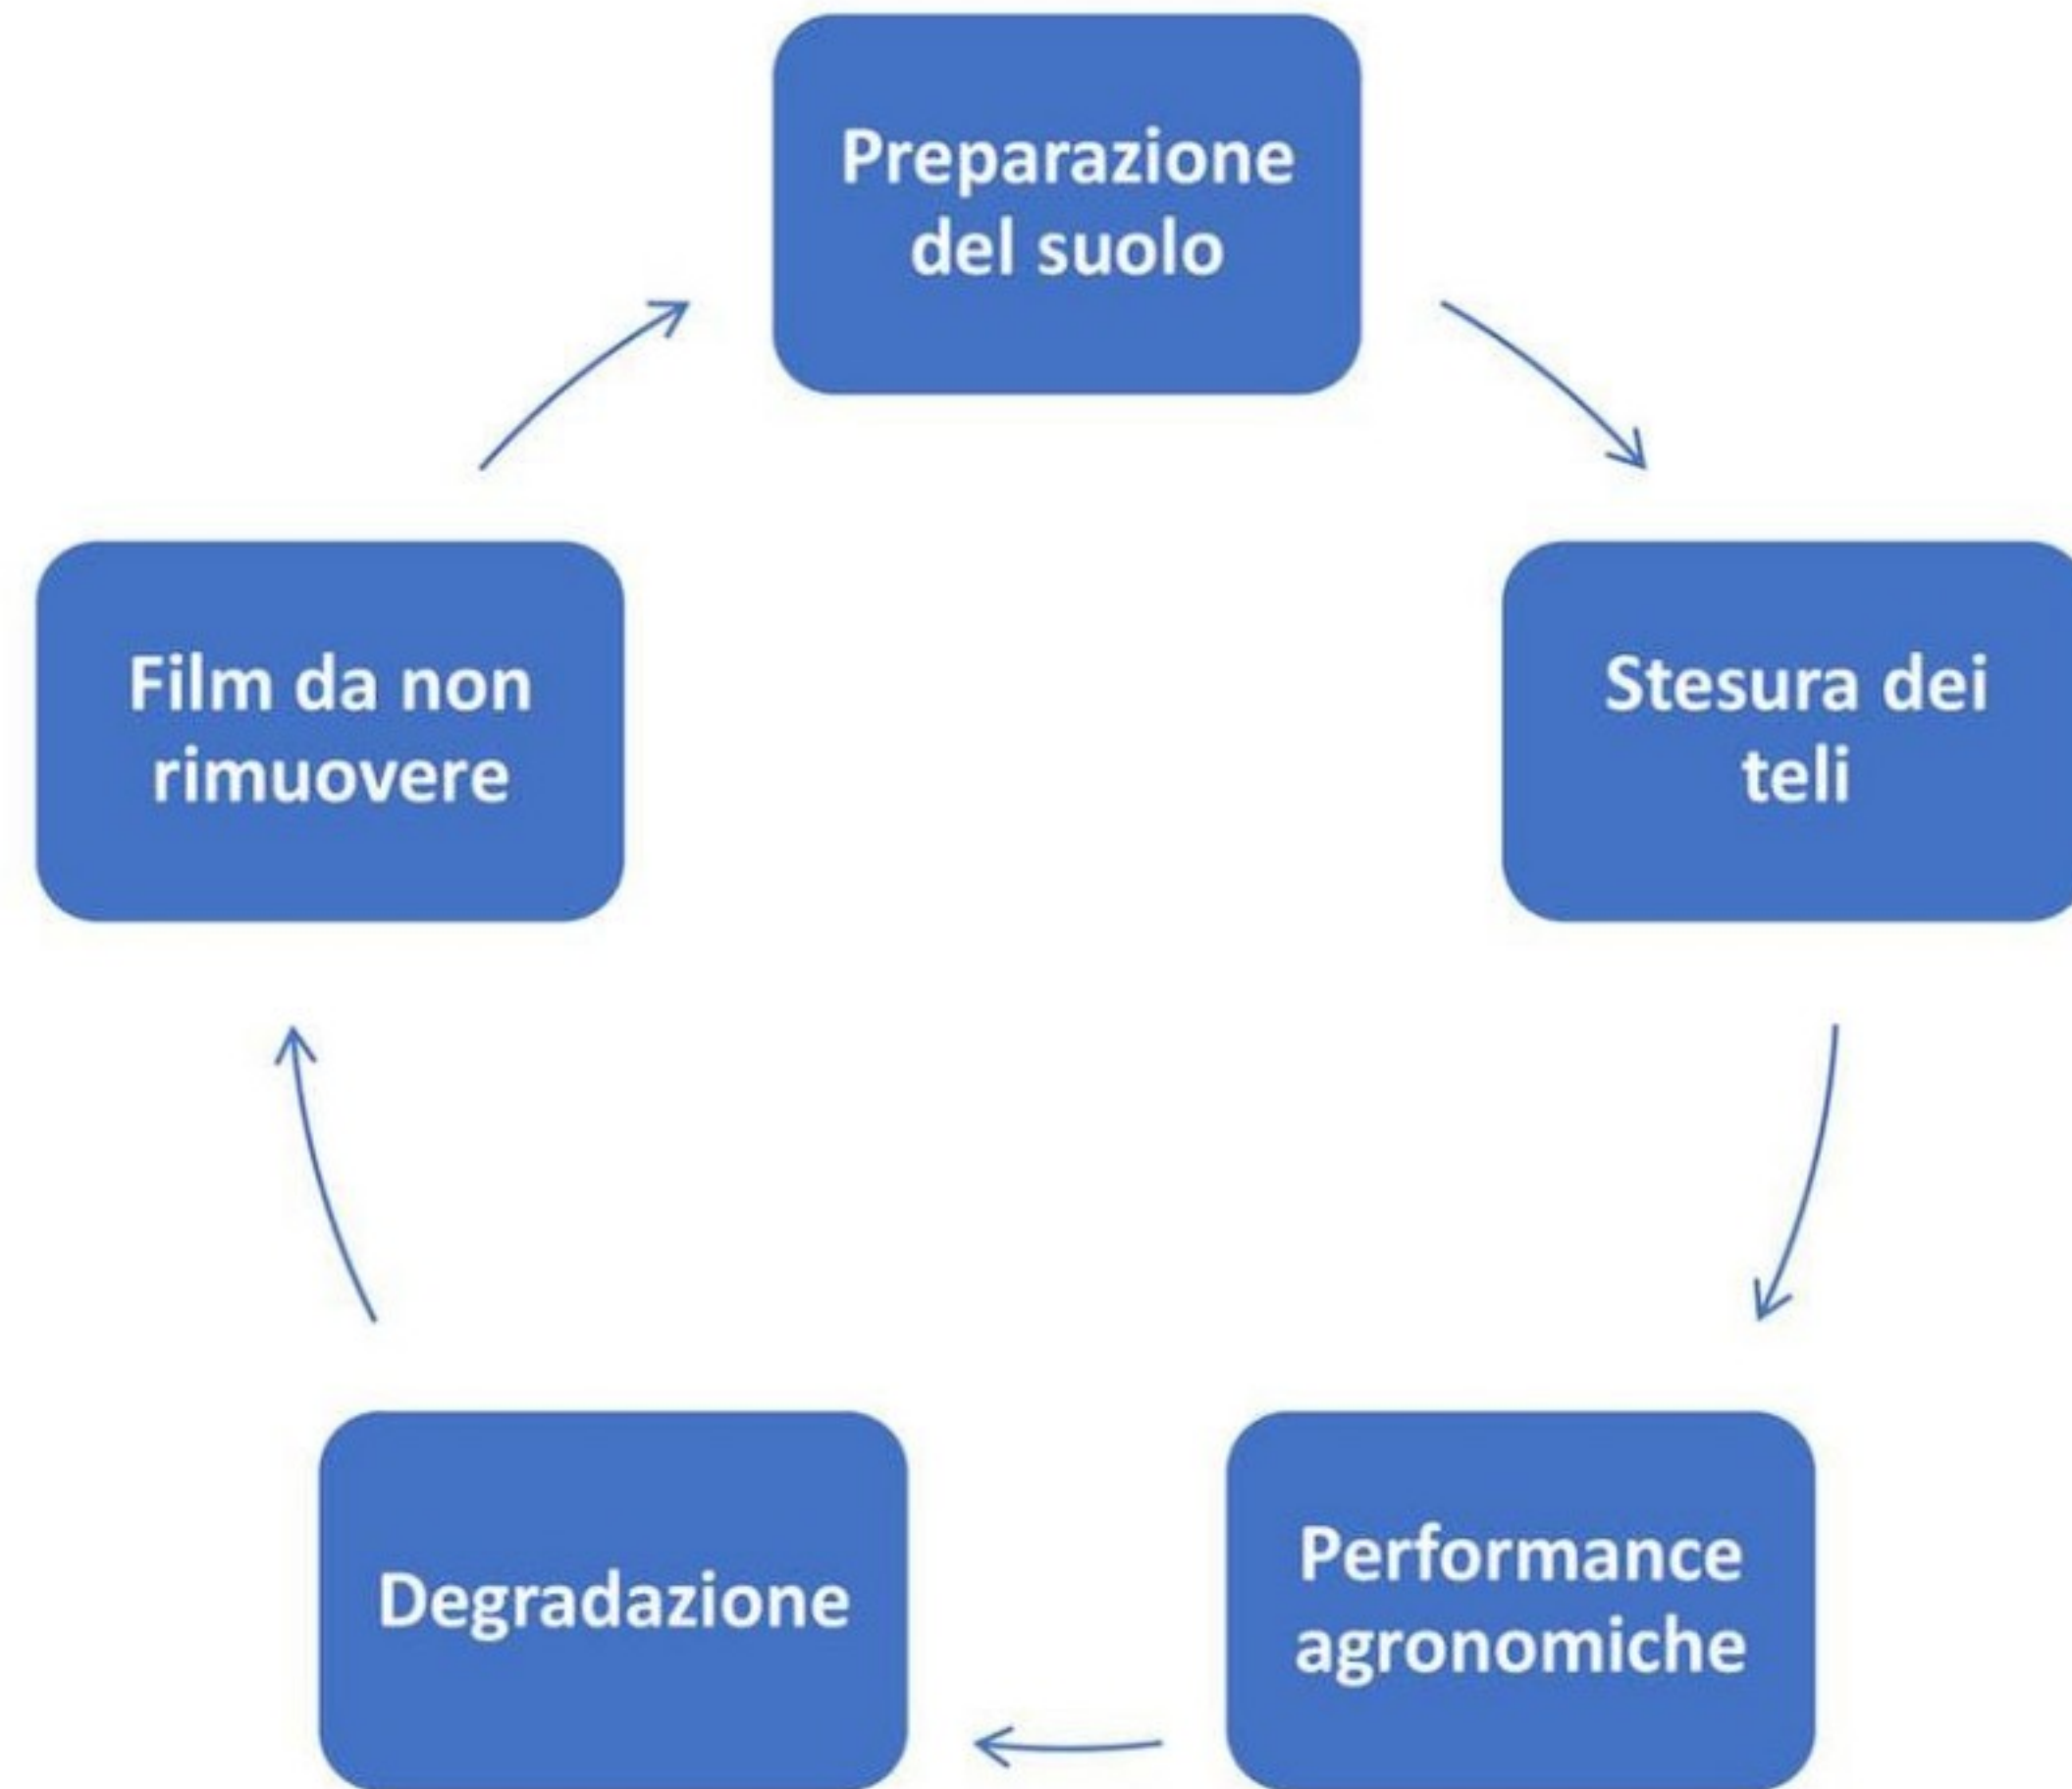 Preparazione
del suolo
Stesura dei
teli
Performance
agronomiche
Degradazione
Film da non
rimuovere